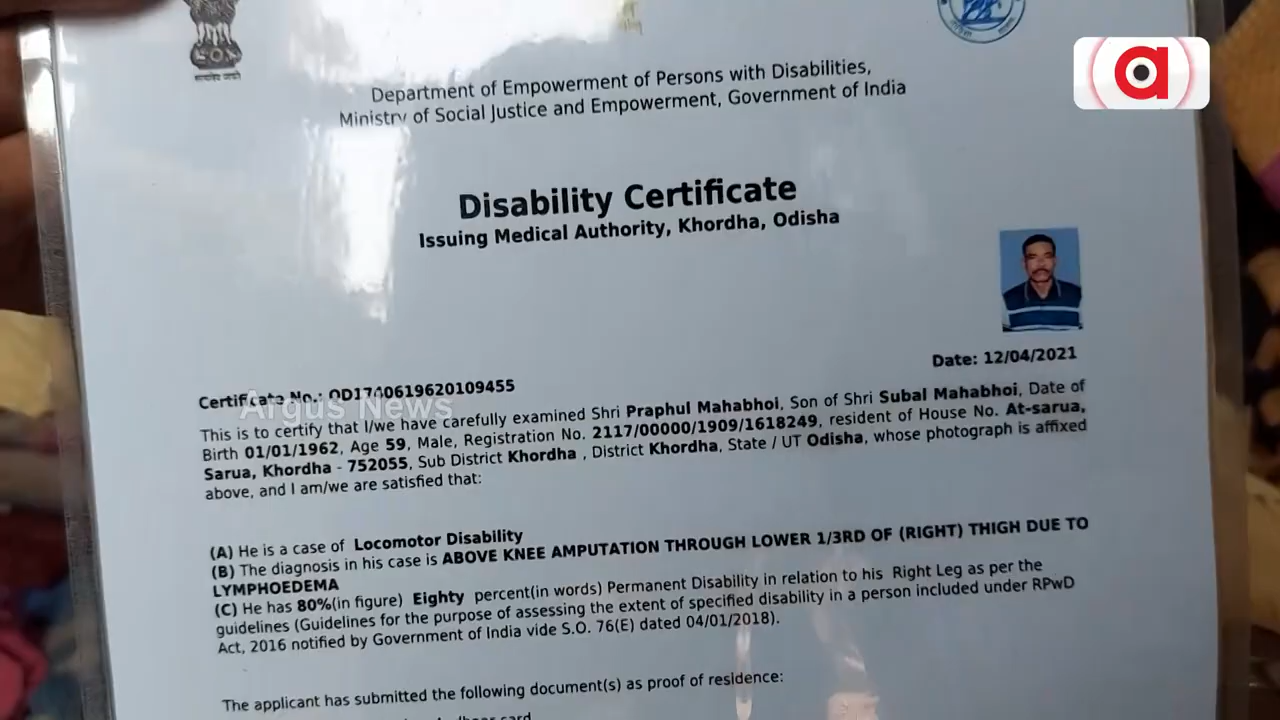 सत्यमेव जयते
a
Department of Empowerment of Persons with Disabilities,
Ministry of Social Justice and Empowerment, Government of India
Disability Certificate
Issuing Medical Authority, Khordha, Odisha
Date: 12/04/2021
Certificate No.: OD1740619620109455
Argus News
This is to certify that I/we have carefully examined Shri Praphul Mahabhoi, Son of Shri Subal Mahabhoi, Date of
Birth 01/01/1962, Age 59, Male, Registration No. 2117/00000/1909/1618249, resident of House No. At-sarua,
Sarua, Khordha - 752055, Sub District Khordha , District Khordha, State / UT Odisha, whose photograph is affixed
above, and I am/we are satisfied that:
(A) He is a case of Locomotor Disability
(B) The diagnosis in his case is ABOVE KNEE AMPUTATION THROUGH LOWER 1/3RD OF (RIGHT) THIGH DUE TO
LYMPHOEDEMA
(C) He has 80%(in figure) Eighty percent(in words) Permanent Disability in relation to his Right Leg as per the
guidelines (Guidelines for the purpose of assessing the extent of specified disability in a person included under RPwD
Act, 2016 notified by Government of India vide S.O. 76(E) dated 04/01/2018).
The applicant has submitted the following document(s) as proof of residence:
card